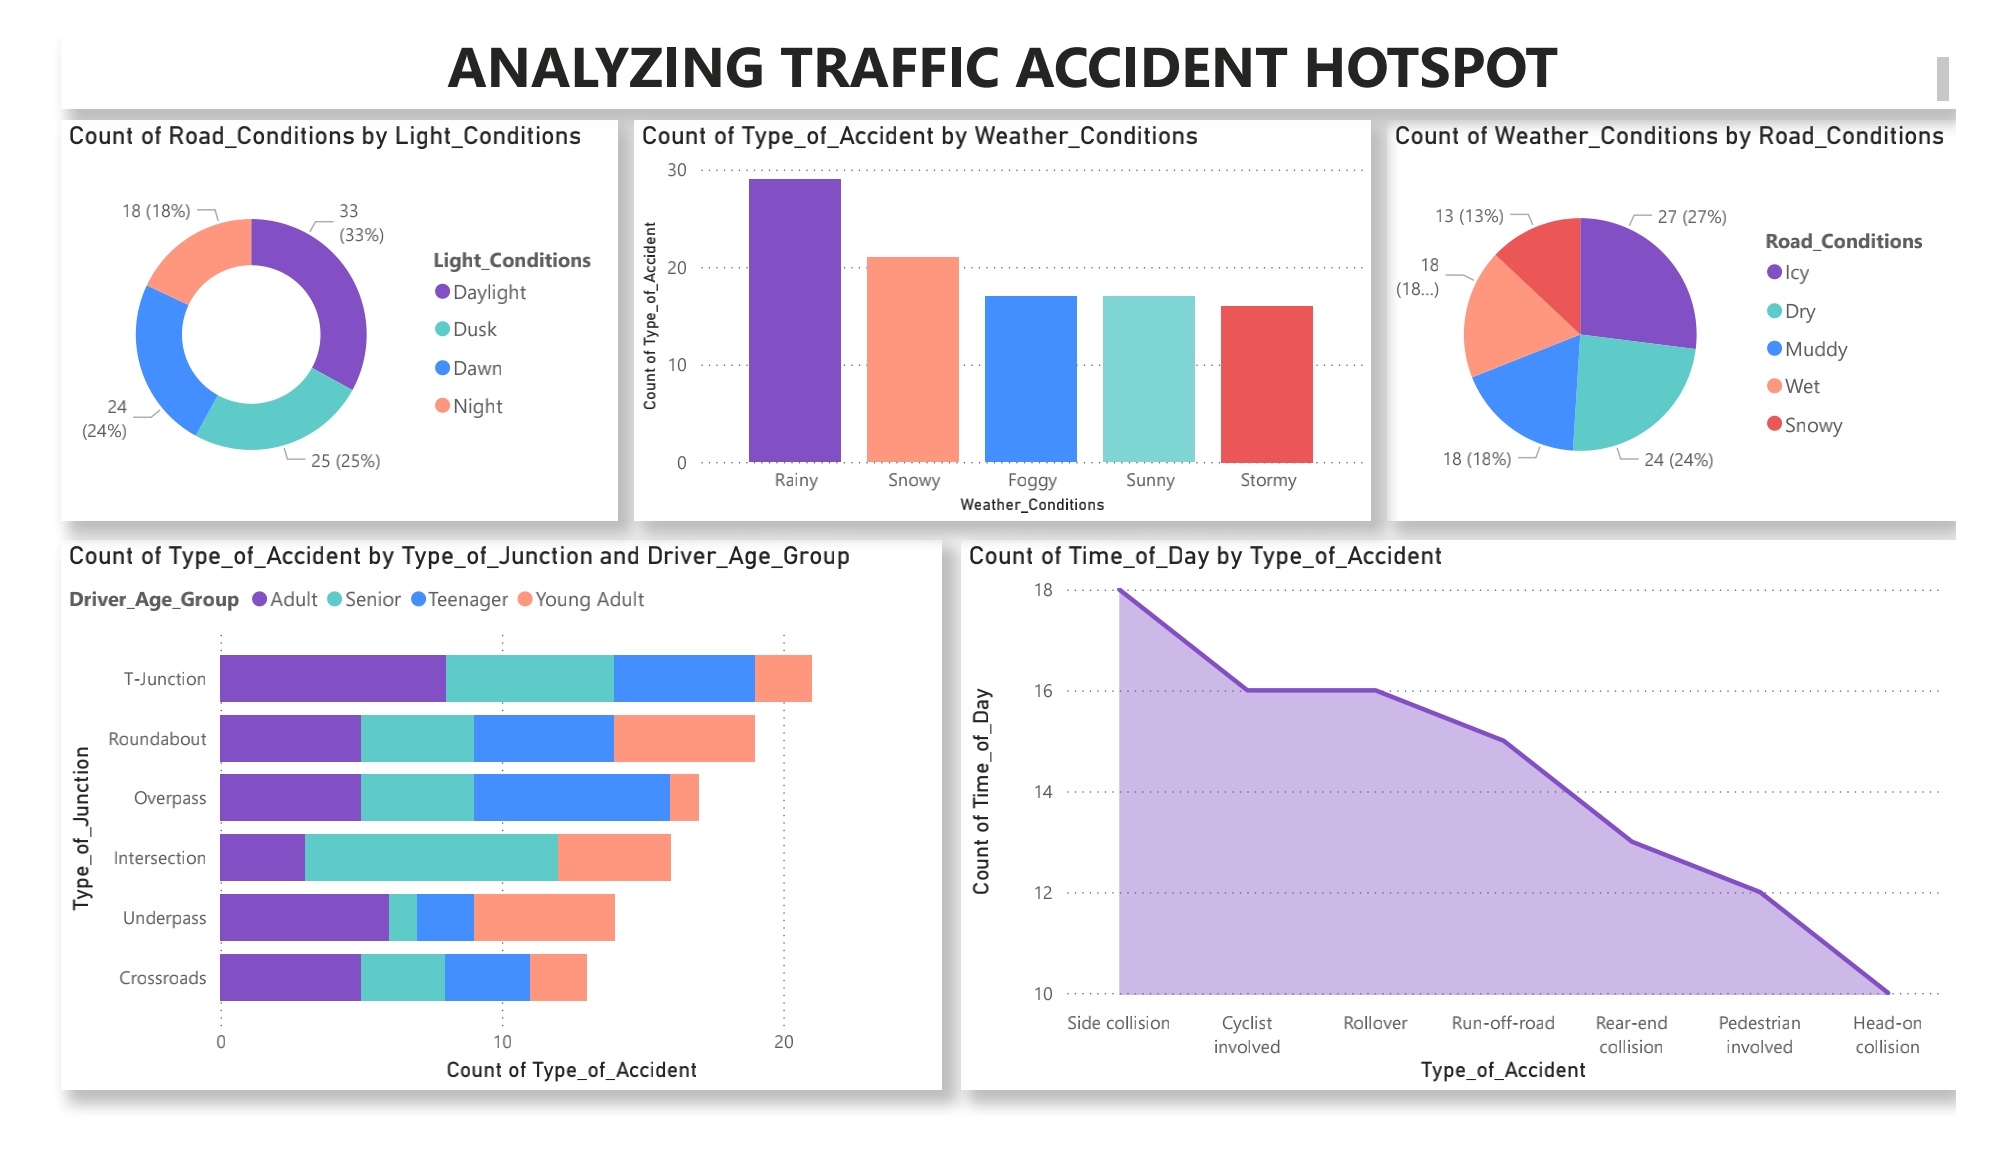 ANALYZING TRAFFIC ACCIDENT HOTSPOT
Count of Road_Conditions by Light_Conditions
18 (18%)
33
(33%)
24
(24%)
25 (25%)
Light_Conditions
Daylight
Dusk
Dawn
Night
Count of Type_of_Accident by Weather_Conditions
Count of Type_of_Accident
30
20
10
0
Rainy
Snowy
Foggy
Sunny
Stormy
Weather_Conditions
Count of Weather_Conditions by Road_Conditions
13 (13%)
27 (27%)
18
(18...)
18 (18%)
24 (24%)
Road_Conditions
Icy
Dry
Muddy
Wet
Snowy
Count of Type_of_Accident by Type_of_Junction and Driver_Age_Group
Driver_Age_Group Adult Senior Teenager Young Adult
Type_of_Junction
T-Junction
Roundabout
Overpass
Intersection
Underpass
Crossroads
0 10 20
Count of Type_of_Accident
Count of Time_of_Day by Type_of_Accident
Count of Time_of_Day
18
16
14
12
10
Side collision
Cyclist
involved
Rollover
Run-off-road
Rear-end
collision
Pedestrian
involved
Head-on
collision
Type_of_Accident